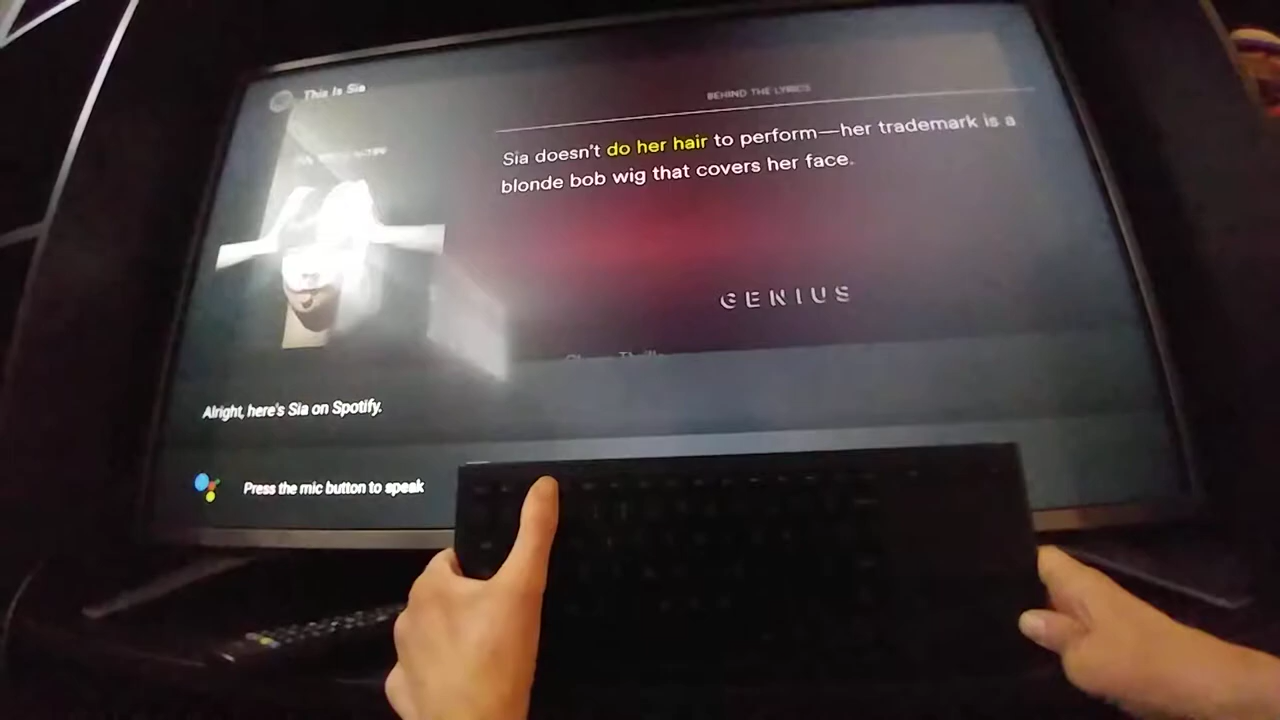 This Is Sia
BEHIND THE LYRICS
Sia doesn't do her hair to perform—her trademark is a
blonde bob wig that covers her face.
GENIUS
Alright, here's Sia on Spotify.
Press the mic button to speak